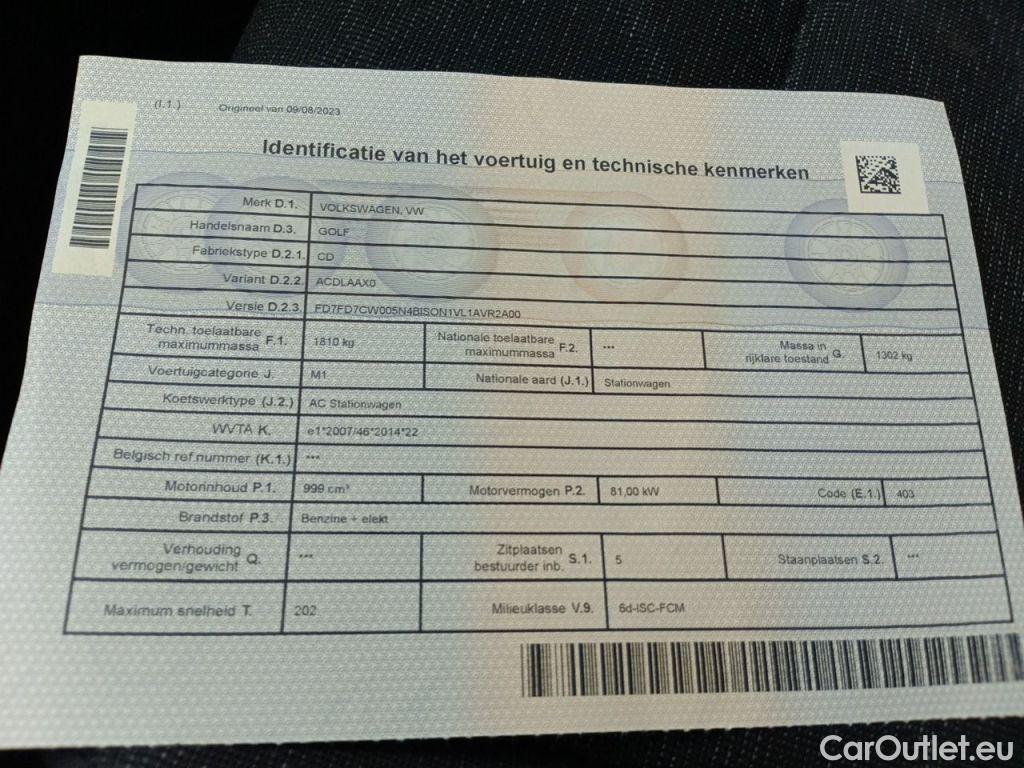 (I.1.) Origineel van 09/08/2023
Identificatie van het voertuig en technische kenmerken
Merk D.1. VOLKSWAGEN, VW
Handelsnaam D.3. GOLF
Fabriekstype D.2.1. CD
Variant D.2.2. ACDLAAX0
Versie D.2.3. FD7FD7CW005N4BISON1VL1AVR2A00
Techn. toelaatbare maximummassa F.1. 1810 kg Nationale toelaatbare maximummassa F.2. *** Massa in rijklare toestand G. 1302 kg
Voertuigcategorie J. M1 Nationale aard (J.1.) Stationwagen
Koetswerktype (J.2.) AC Stationwagen
WVTA K. e1*2007/46*2014*22
Belgisch ref.nummer (K.1.) ***
Motorinhoud P.1. 999 cm³ Motorvermogen P.2. 81,00 kW Code (E.1.) 403
Brandstof P.3. Benzine + elekt
Verhouding vermogen/gewicht Q. *** Zitplaatsen bestuurder inb. S.1. 5 Staanplaatsen S.2. ***
Maximum snelheid T. 202 Milieuklasse V.9. 6d-ISC-FCM
CarOutlet.eu